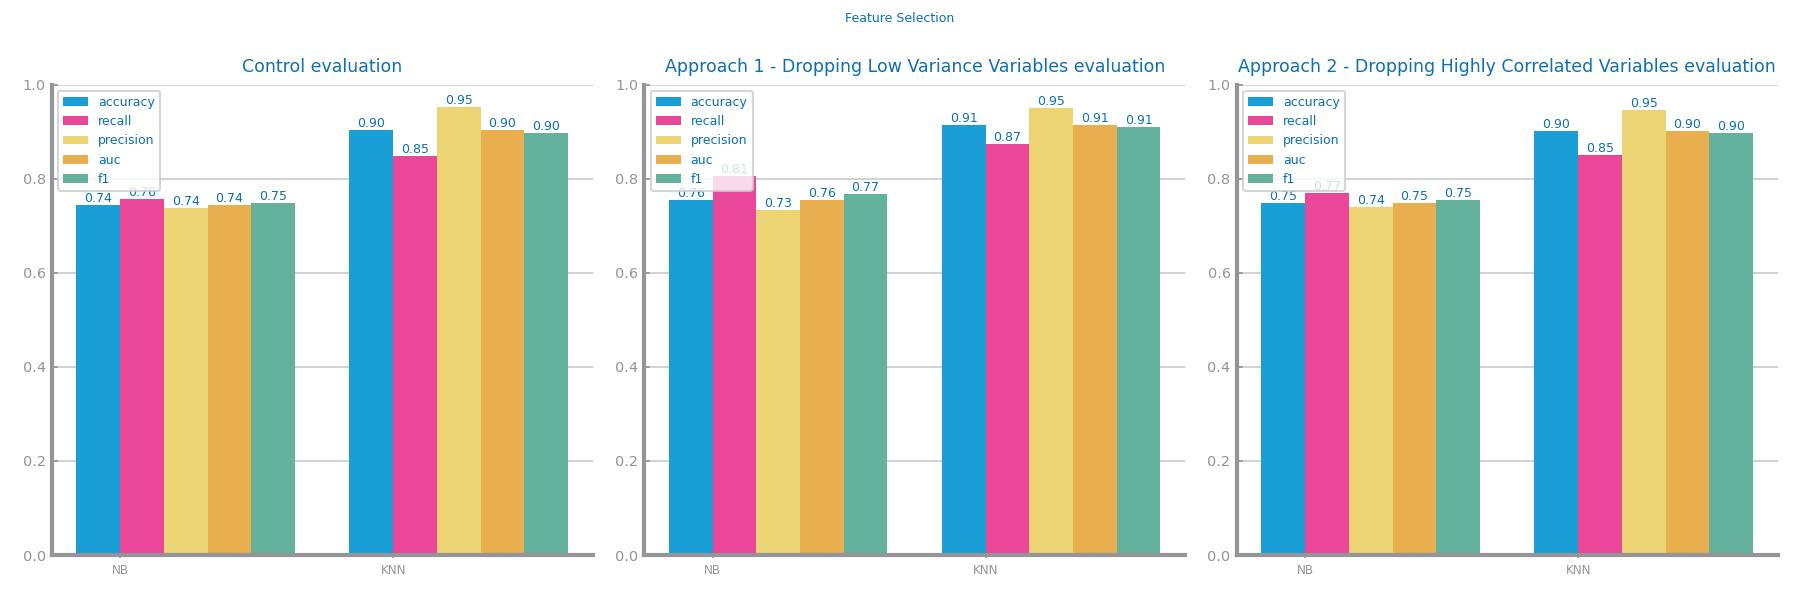 Feature Selection
Control evaluation
1.0
0.8
0.6
0.4
0.2
0.0
accuracy
recall
precision
auc
f1
0.74
0.76
0.74
0.74
0.75
0.90
0.85
0.95
0.90
0.90
NB
KNN
Approach 1 - Dropping Low Variance Variables evaluation
1.0
0.8
0.6
0.4
0.2
0.0
accuracy
recall
precision
auc
f1
0.76
0.81
0.73
0.76
0.77
0.91
0.87
0.95
0.91
0.91
NB
KNN
Approach 2 - Dropping Highly Correlated Variables evaluation
1.0
0.8
0.6
0.4
0.2
0.0
accuracy
recall
precision
auc
f1
0.75
0.77
0.74
0.75
0.75
0.90
0.85
0.95
0.90
0.90
NB
KNN